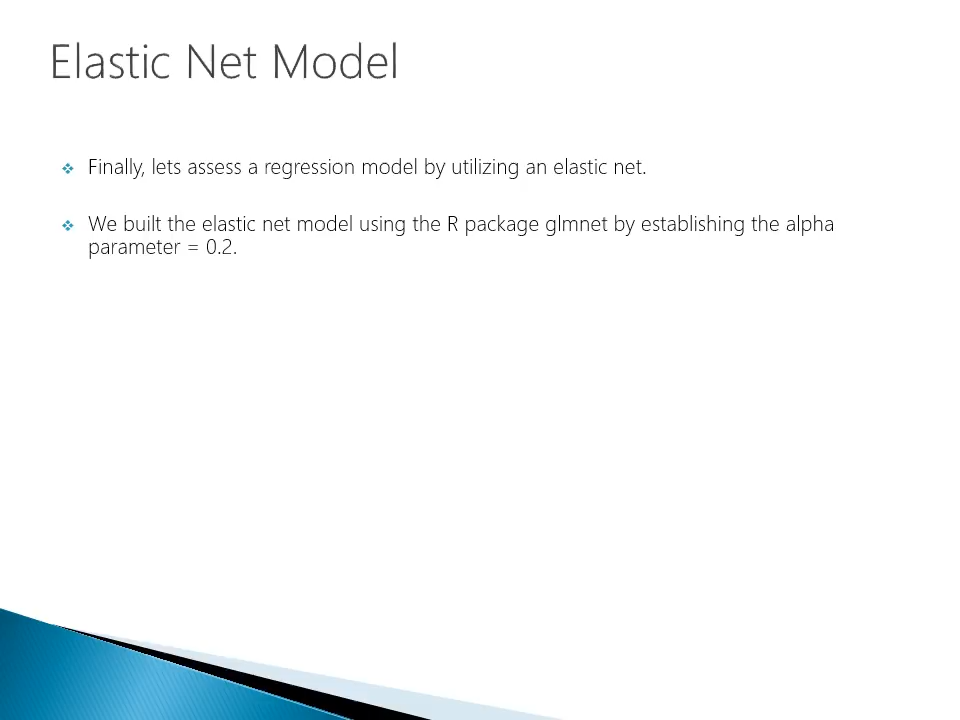 Elastic Net Model
Finally, lets assess a regression model by utilizing an elastic net.
We built the elastic net model using the R package glmnet by establishing the alpha
parameter = 0.2.